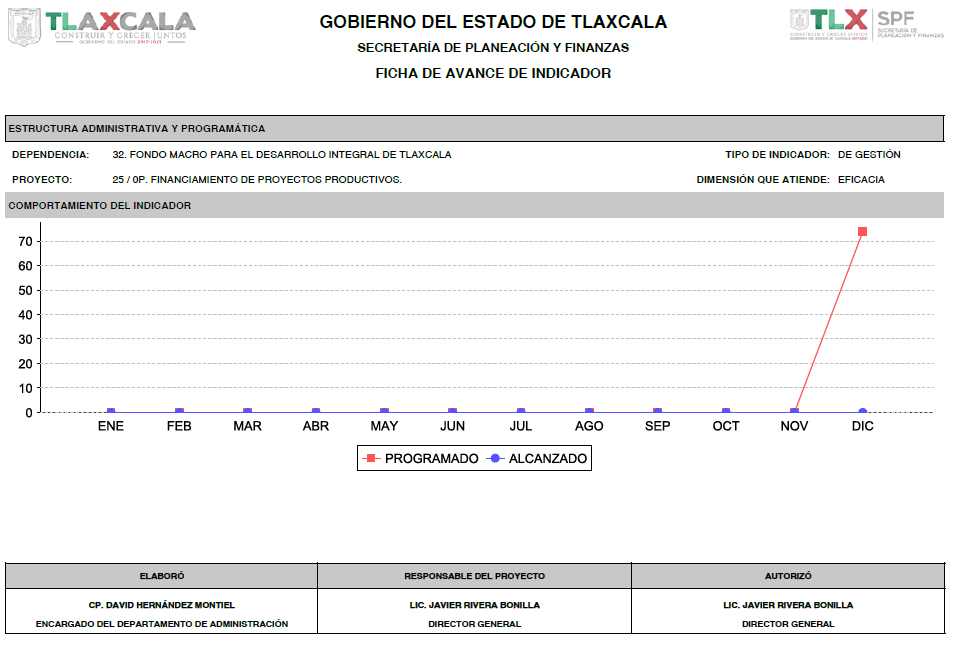 TLAXCALA
CONSTRUIR Y CRECER JUNTOS
GOBIERNO DEL ESTADO 2017-2021
GOBIERNO DEL ESTADO DE TLAXCALA
SECRETARÍA DE PLANEACIÓN Y FINANZAS
FICHA DE AVANCE DE INDICADOR
TLX
CONSTRUIR Y CRECER JUNTOS
SPF
SECRETARÍA DE
PLANEACIÓN Y FINANZAS
ESTRUCTURA ADMINISTRATIVA Y PROGRAMÁTICA
DEPENDENCIA: 32. FONDO MACRO PARA EL DESARROLLO INTEGRAL DE TLAXCALA TIPO DE INDICADOR: DE GESTIÓN
PROYECTO: 25 / 0P. FINANCIAMIENTO DE PROYECTOS PRODUCTIVOS. DIMENSIÓN QUE ATIENDE: EFICACIA
COMPORTAMIENTO DEL INDICADOR
70
60
50
40
30
20
10
0
ENE FEB MAR ABR MAY JUN JUL AGO SEP OCT NOV DIC
PROGRAMADO ALCANZADO
ELABORÓ RESPONSABLE DEL PROYECTO AUTORIZÓ
CP. DAVID HERNÁNDEZ MONTIEL LIC. JAVIER RIVERA BONILLA LIC. JAVIER RIVERA BONILLA
ENCARGADO DEL DEPARTAMENTO DE ADMINISTRACIÓN DIRECTOR GENERAL DIRECTOR GENERAL